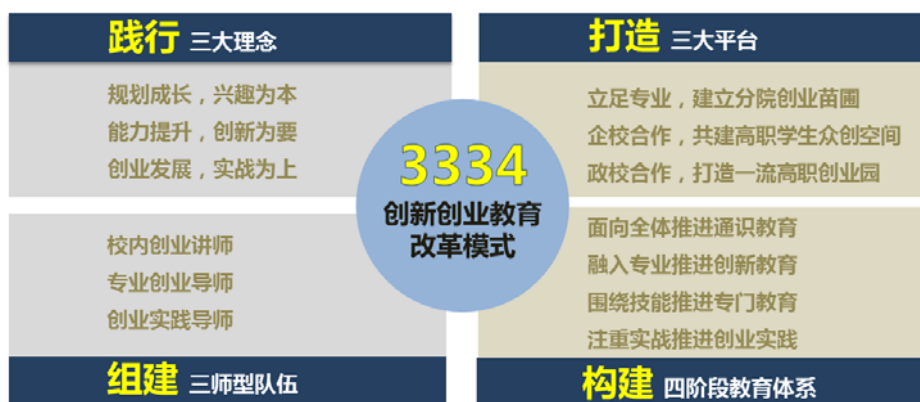 践行 三大理念
规划成长，兴趣为本
能力提升，创新为要
创业发展，实战为上
打造 三大平台
立足专业，建立分院创业苗圃
企校合作，共建高职学生众创空间
政校合作，打造一流高职创业园
3334
创新创业教育
改革模式
校内创业讲师
专业创业导师
创业实践导师
组建 三师型队伍
面向全体推进通识教育
融入专业推进创新教育
围绕技能推进专门教育
注重实战推进创业实践
构建 四阶段教育体系